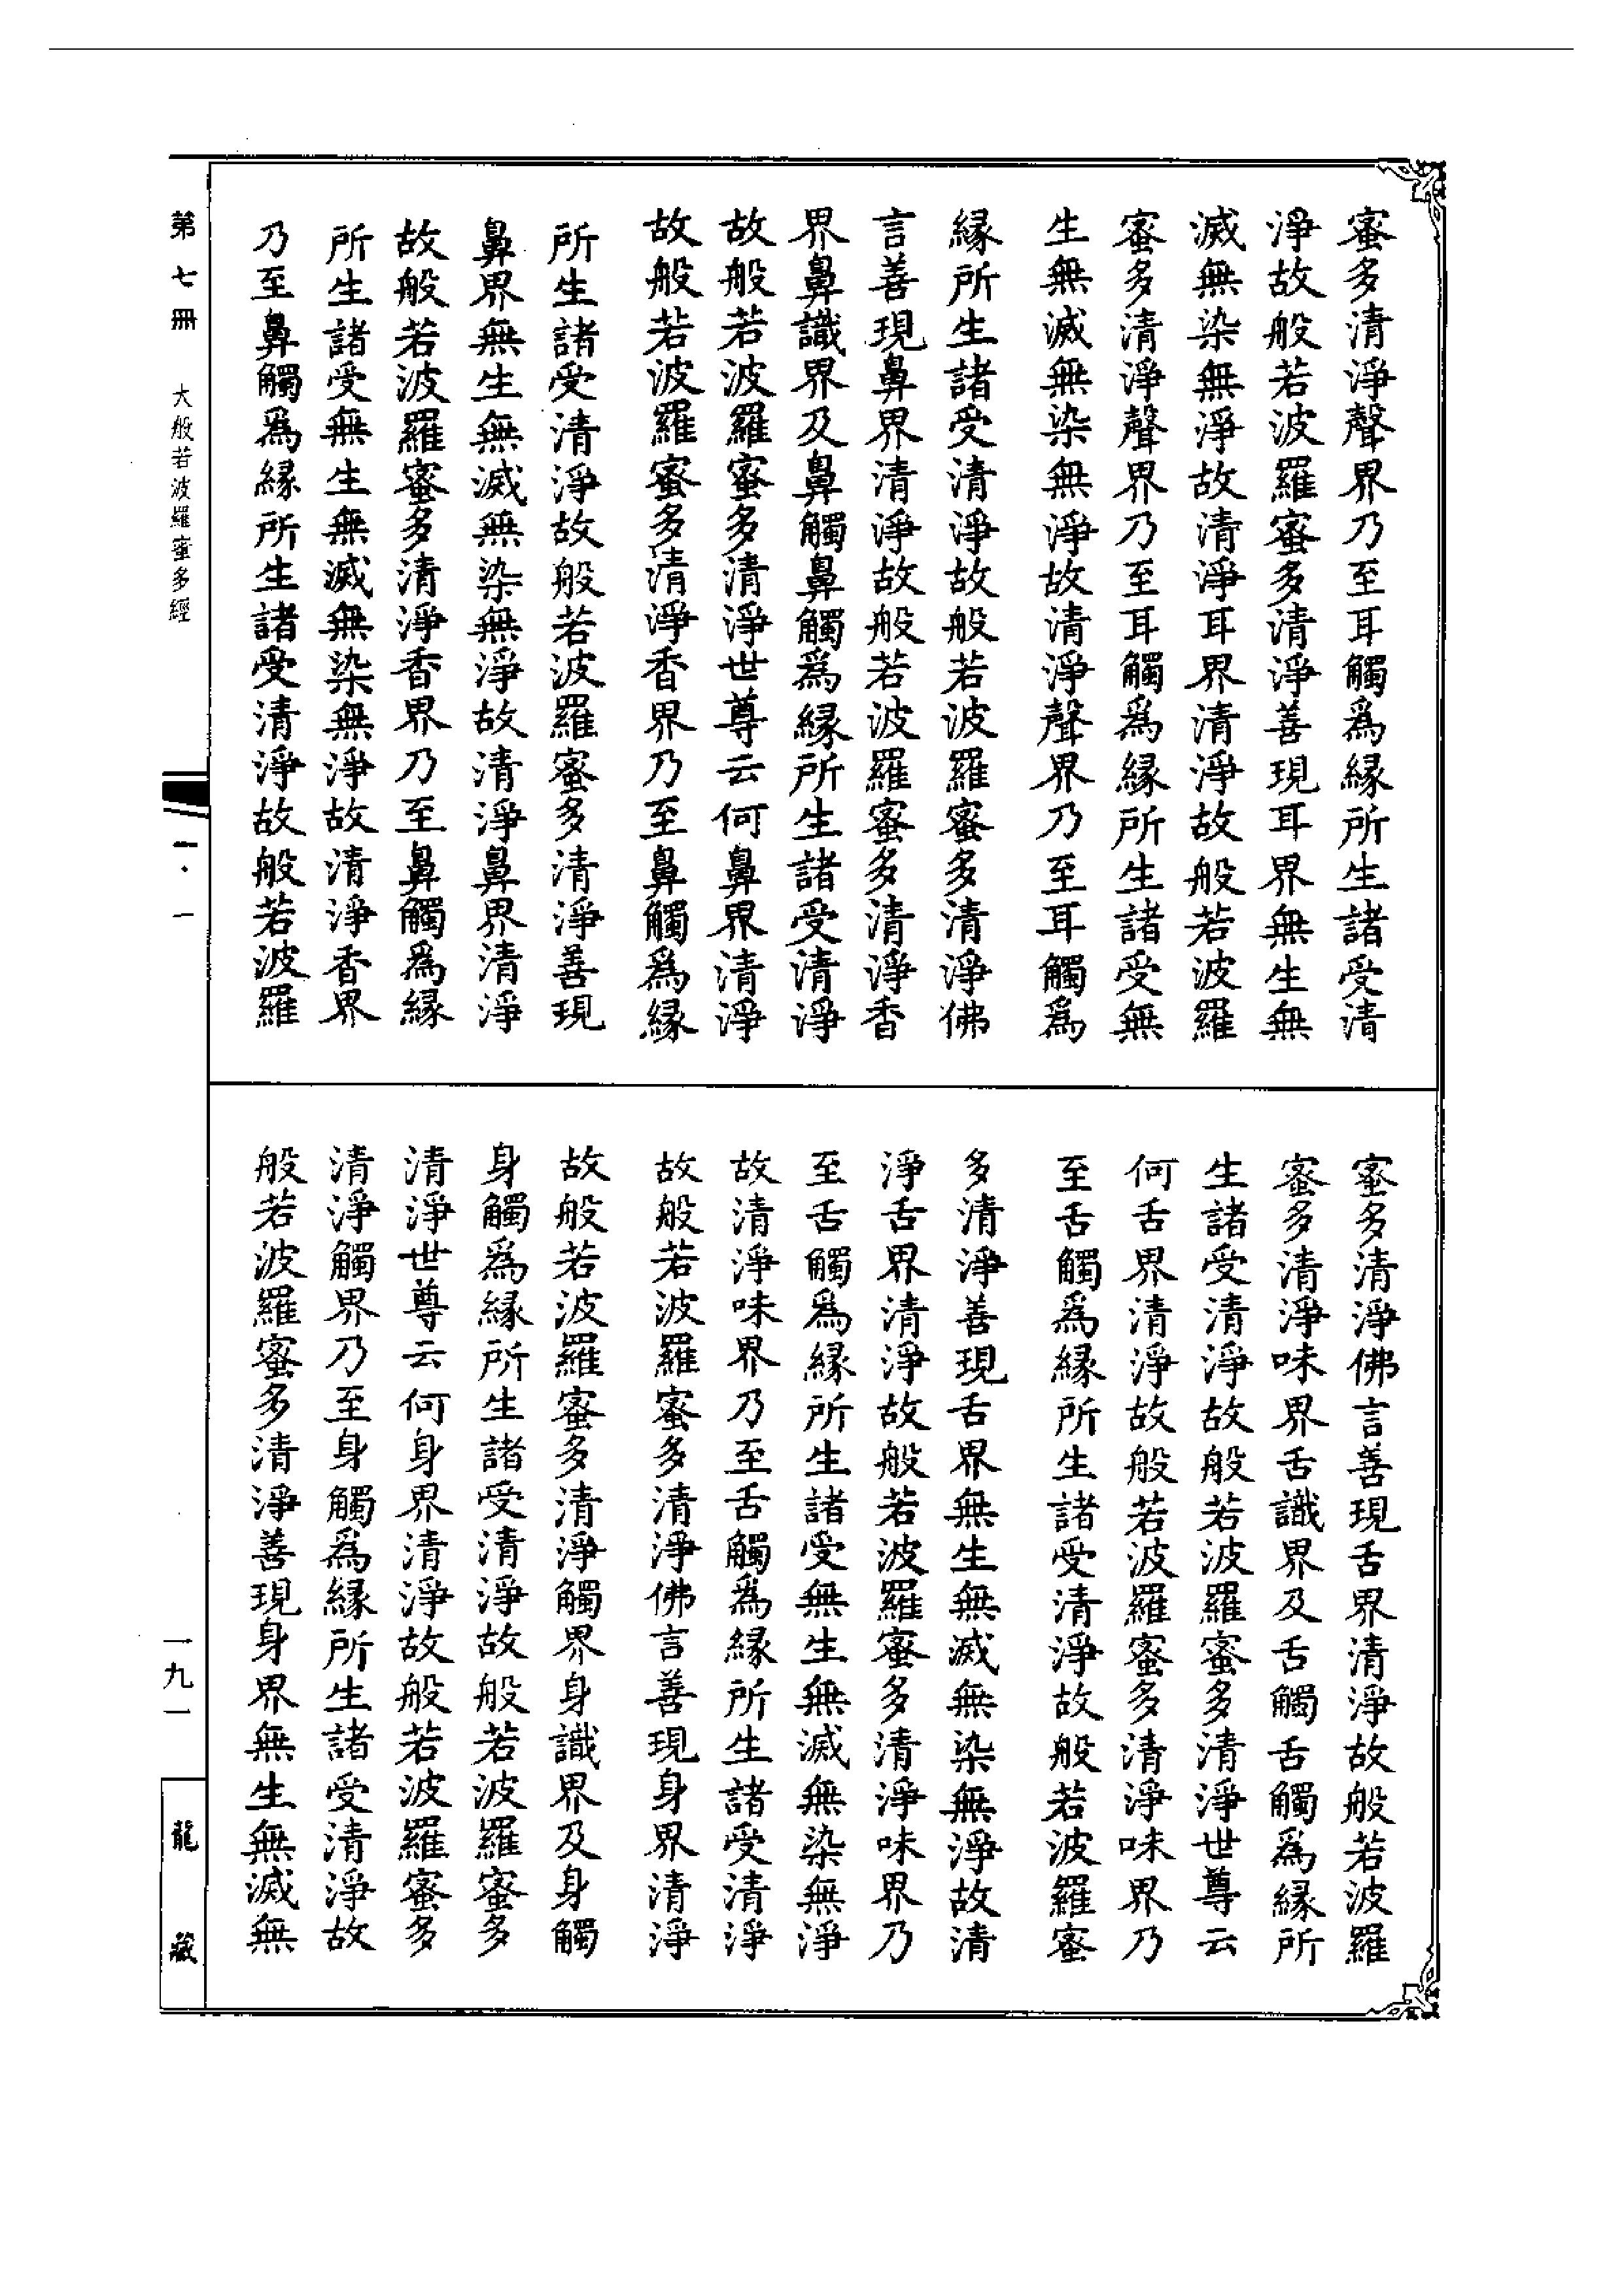 蜜多清淨聲界乃至耳觸爲緣所生諸受清
淨故般若波羅蜜多清淨善現耳界無生無
滅無染無淨故清淨耳界清淨故般若波羅
蜜多清淨聲界乃至耳觸爲緣所生諸受無
生無滅無染無淨故清淨聲界乃至耳觸爲
緣所生諸受清淨故般若波羅蜜多清淨佛
言善現鼻界清淨故般若波羅蜜多清淨香
界鼻識界及鼻觸鼻觸爲緣所生諸受清淨
故般若波羅蜜多清淨世尊云何鼻界清淨
故般若波羅蜜多清淨香界乃至鼻觸爲緣
所生諸受清淨故般若波羅蜜多清淨善現
鼻界無生無滅無染無淨故清淨鼻界清淨
故般若波羅蜜多清淨香界乃至鼻觸爲緣
所生諸受無生無滅無染無淨故清淨香界
乃至鼻觸爲緣所生諸受清淨故般若波羅
蜜多清淨佛言善現舌界清淨故般若波羅
蜜多清淨味界舌識界及舌觸舌觸爲緣所
生諸受清淨故般若波羅蜜多清淨世尊云
何舌界清淨故般若波羅蜜多清淨味界乃
至舌觸爲緣所生諸受清淨故般若波羅蜜
多清淨善現舌界無生無滅無染無淨故清
淨舌界清淨故般若波羅蜜多清淨味界乃
至舌觸爲緣所生諸受無生無滅無染無淨
故清淨味界乃至舌觸爲緣所生諸受清淨
故般若波羅蜜多清淨佛言善現身界清淨
故般若波羅蜜多清淨觸界身識界及身觸
身觸爲緣所生諸受清淨故般若波羅蜜多
清淨世尊云何身界清淨故般若波羅蜜多
清淨觸界乃至身觸爲緣所生諸受清淨故
般若波羅蜜多清淨善現身界無生無滅無
第七冊 大般若波羅蜜多經
一·一
一九一
龍藏